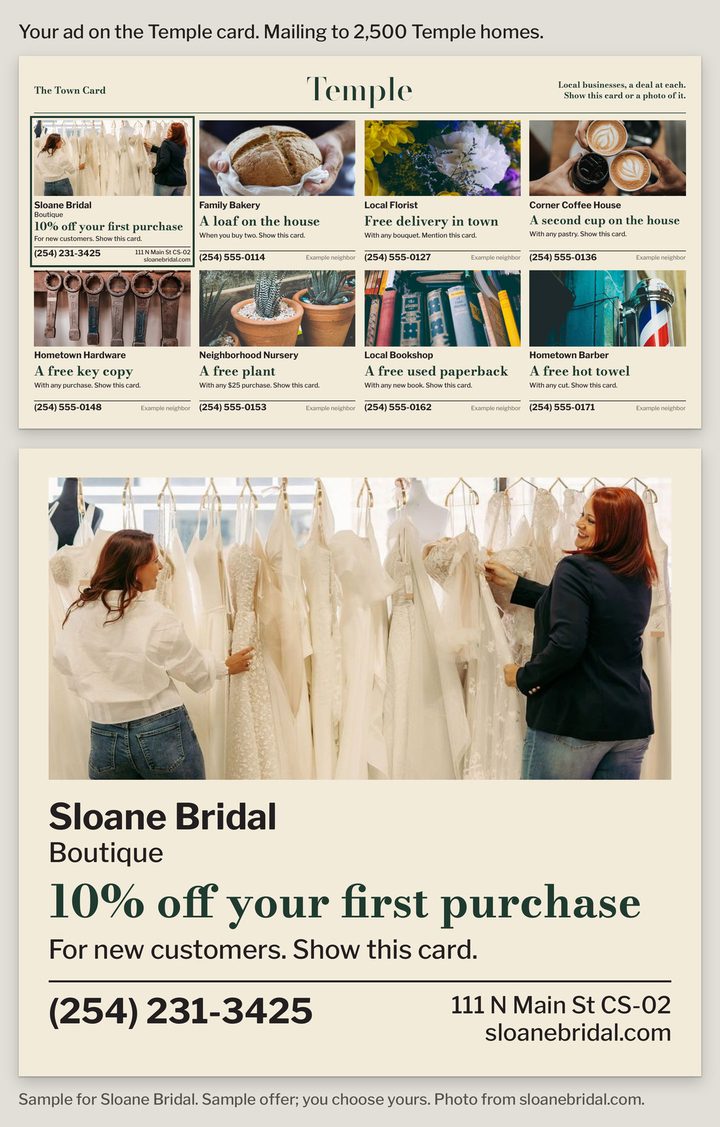 Your ad on the Temple card. Mailing to 2,500 Temple homes.
The Town Card
Temple
Local businesses, a deal at each.
Show this card or a photo of it.
Sloane Bridal
Boutique
10% off your first purchase
For new customers. Show this card.
(254) 231-3425
111 N Main St CS-02
sloanebridal.com
Family Bakery
A loaf on the house
When you buy two. Show this card.
(254) 555-0114
Example neighbor
Local Florist
Free delivery in town
With any bouquet. Mention this card.
(254) 555-0127
Example neighbor
Corner Coffee House
A second cup on the house
With any pastry. Show this card.
(254) 555-0136
Example neighbor
Hometown Hardware
A free key copy
With any purchase. Show this card.
(254) 555-0148
Example neighbor
Neighborhood Nursery
A free plant
With any $25 purchase. Show this card.
(254) 555-0153
Example neighbor
Local Bookshop
A free used paperback
With any new book. Show this card.
(254) 555-0162
Example neighbor
Hometown Barber
A free hot towel
With any cut. Show this card.
(254) 555-0171
Example neighbor
Sloane Bridal
Boutique
10% off your first purchase
For new customers. Show this card.
(254) 231-3425
111 N Main St CS-02
sloanebridal.com
Sample for Sloane Bridal. Sample offer; you choose yours. Photo from sloanebridal.com.